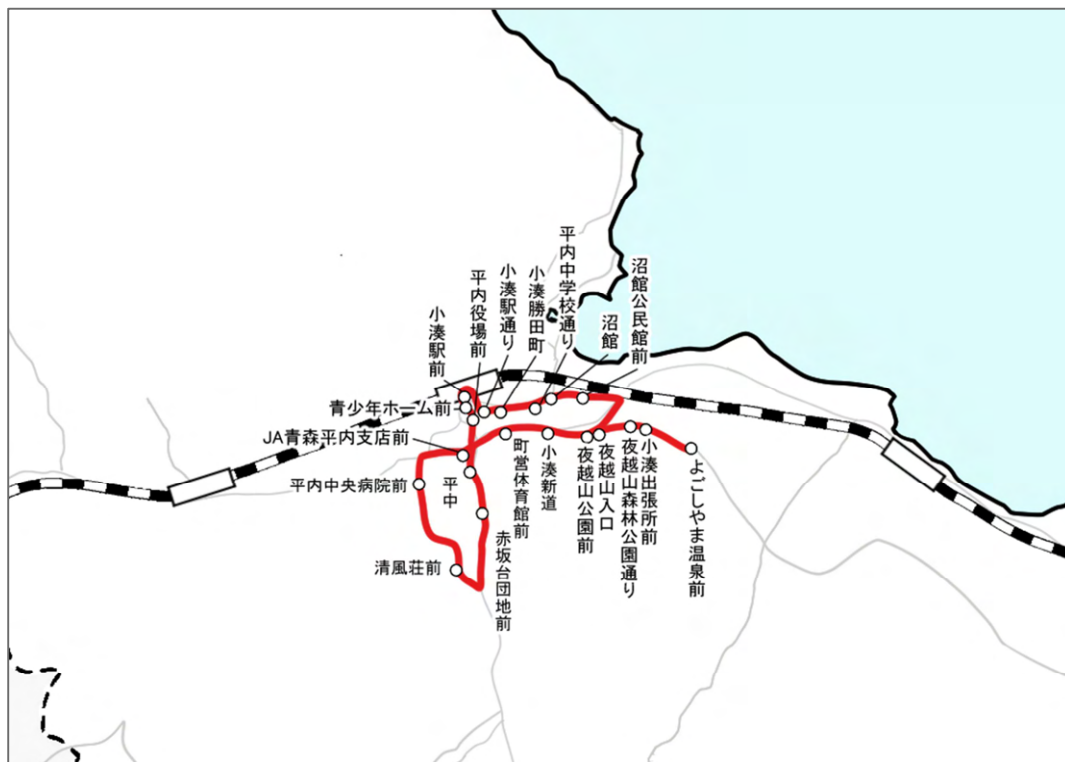 小湊駅前
平内役場前
小湊駅通り
小湊勝田町
平内中学校通り
沼館
沼館公民館前
青少年ホーム前
JA青森平内支店前
平内中央病院前
平中
清風荘前
赤坂台団地前
町営体育館前
小湊新道
夜越山公園前
夜越山入口
夜越山森林公園通り
小湊出張所前
よごしやま温泉前